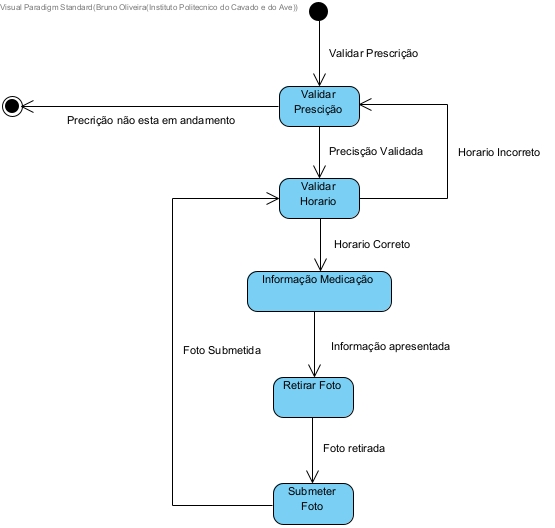 Visual Paradigm Standard(Bruno Oliveira(Instituto Politecnico do Cavado e do Ave))
Validar Prescrição
Validar
Prescição
Precrição não esta em andamento
Precisção Validada
Horario Incorreto
Validar
Horario
Horario Correto
Informação Medicação
Foto Submetida
Informação apresentada
Retirar Foto
Foto retirada
Submeter
Foto